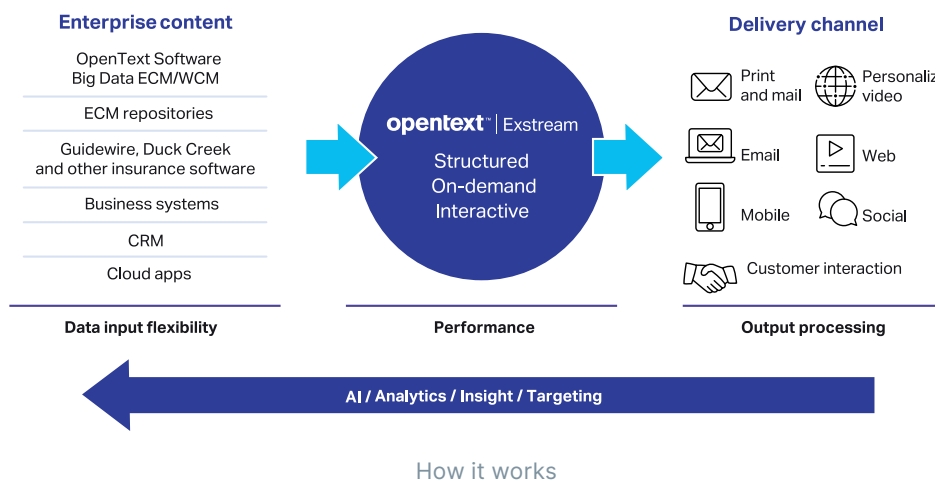 Enterprise content
OpenText Software
Big Data ECM/WCM
ECM repositories
Guidewire, Duck Creek
and other insurance software
Business systems
CRM
Cloud apps
Data input flexibility
opentext™ | Exstream
Structured
On-demand
Interactive
Performance
Delivery channel
Print
and mail
Personaliz
video
Email
Web
Mobile
Social
Customer interaction
Output processing
AI / Analytics / Insight / Targeting
How it works